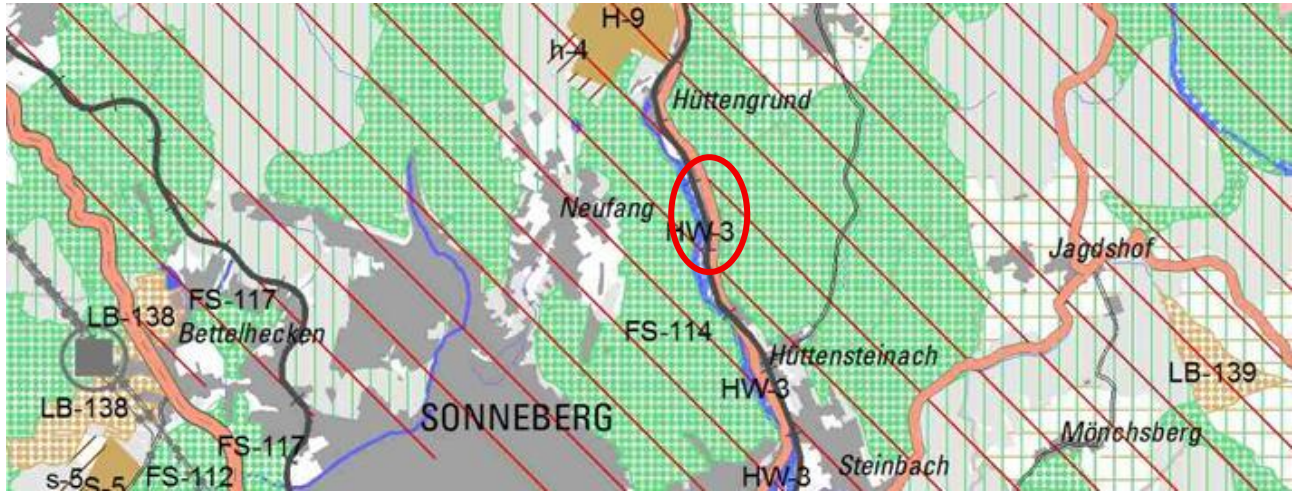 H-9
h-4
Hüttengrund
Neufang
HW-3
Jagdshof
FS-117
LB-138
Bettelhecken
FS-114
Hüttensteinach
LB-139
HW-3
LB-138
SONNEBERG
Mönchsberg
FS-117
Steinbach
s-5
S-5
FS-112
HW-3